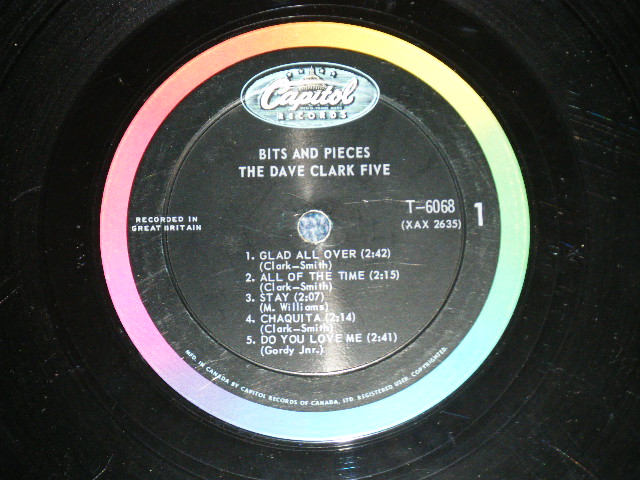 Capitol
RECORDS
BITS AND PIECES
THE DAVE CLARK FIVE
T-6068
(XAX 2635)
1
RECORDED IN
GREAT BRITAIN
1. GLAD ALL OVER (2:42)
(Clark-Smith)
2. ALL OF THE TIME (2:15)
(Clark-Smith)
3. STAY (2:07)
(M. Williams)
4. CHAQUITA (2:14)
(Clark-Smith)
5. DO YOU LOVE ME (2:41)
(Gordy Jnr.)
MFD. IN CANADA BY CAPITOL RECORDS OF CANADA, LTD. REGISTERED USER. COPYRIGHTED